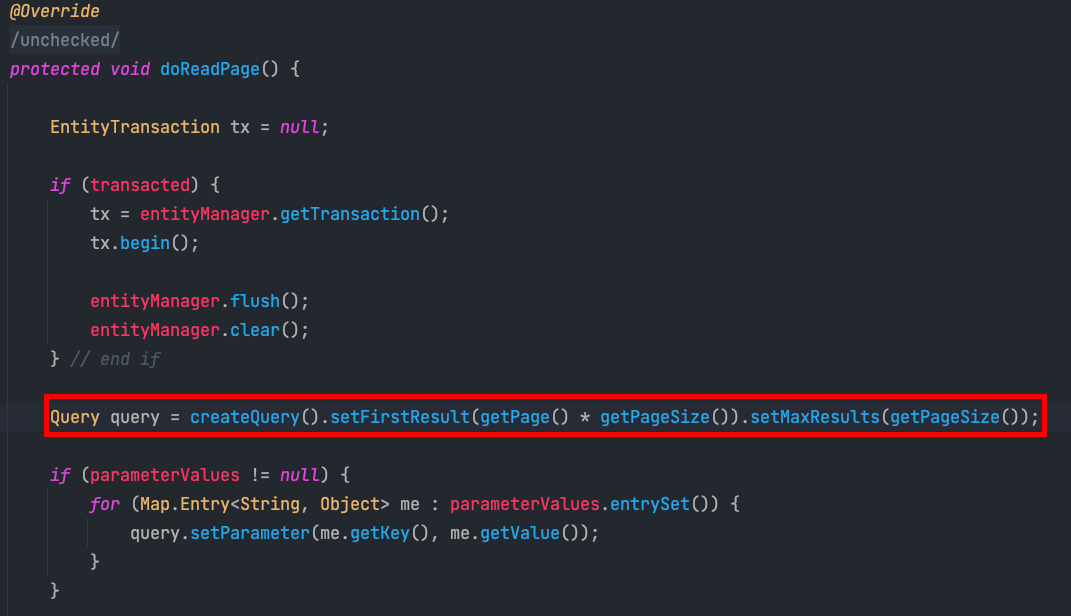 @Override
/unchecked/
protected void doReadPage() {
EntityTransaction tx = null;
if (transacted) {
tx = entityManager.getTransaction();
tx.begin();
entityManager.flush();
entityManager.clear();
} // end if
Query query = createQuery().setFirstResult(getPage() * getPageSize()).setMaxResults(getPageSize());
if (parameterValues != null) {
for (Map.Entry<String, Object> me : parameterValues.entrySet()) {
query.setParameter(me.getKey(), me.getValue());
}
}